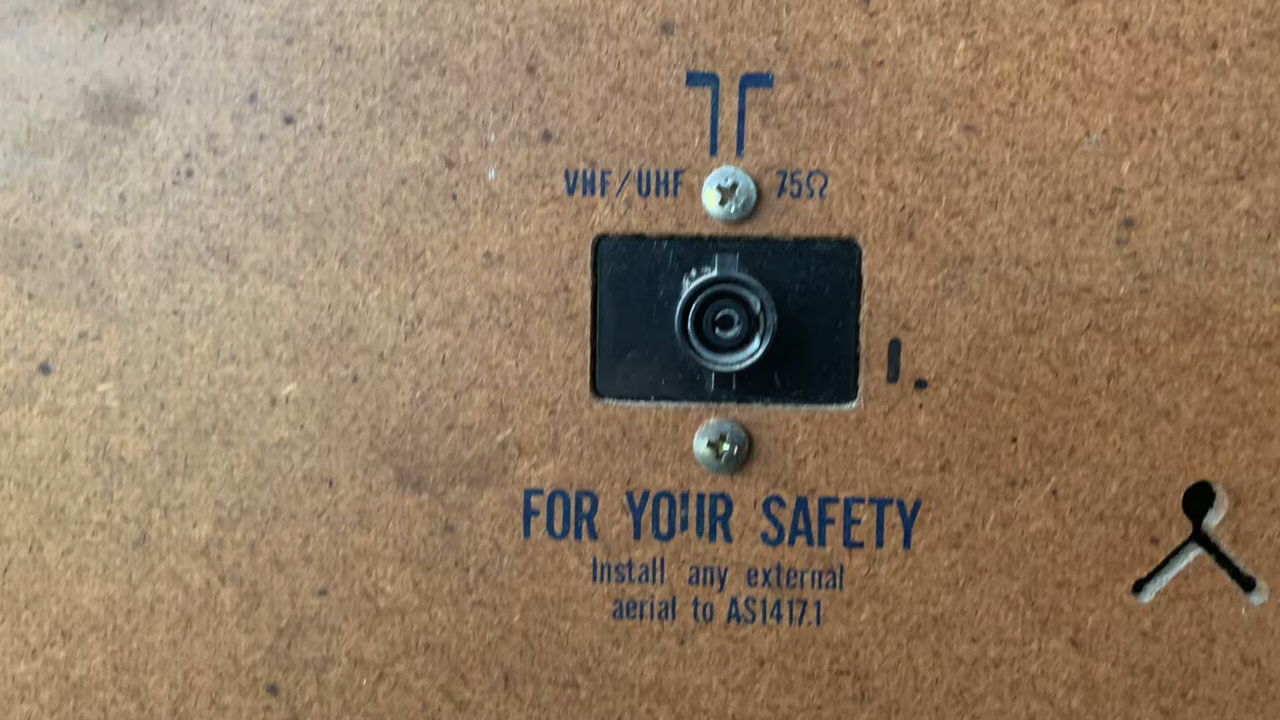 VHF/UHF 75Ω
FOR YOUR SAFETY
Install any external
aerial to AS1417.1